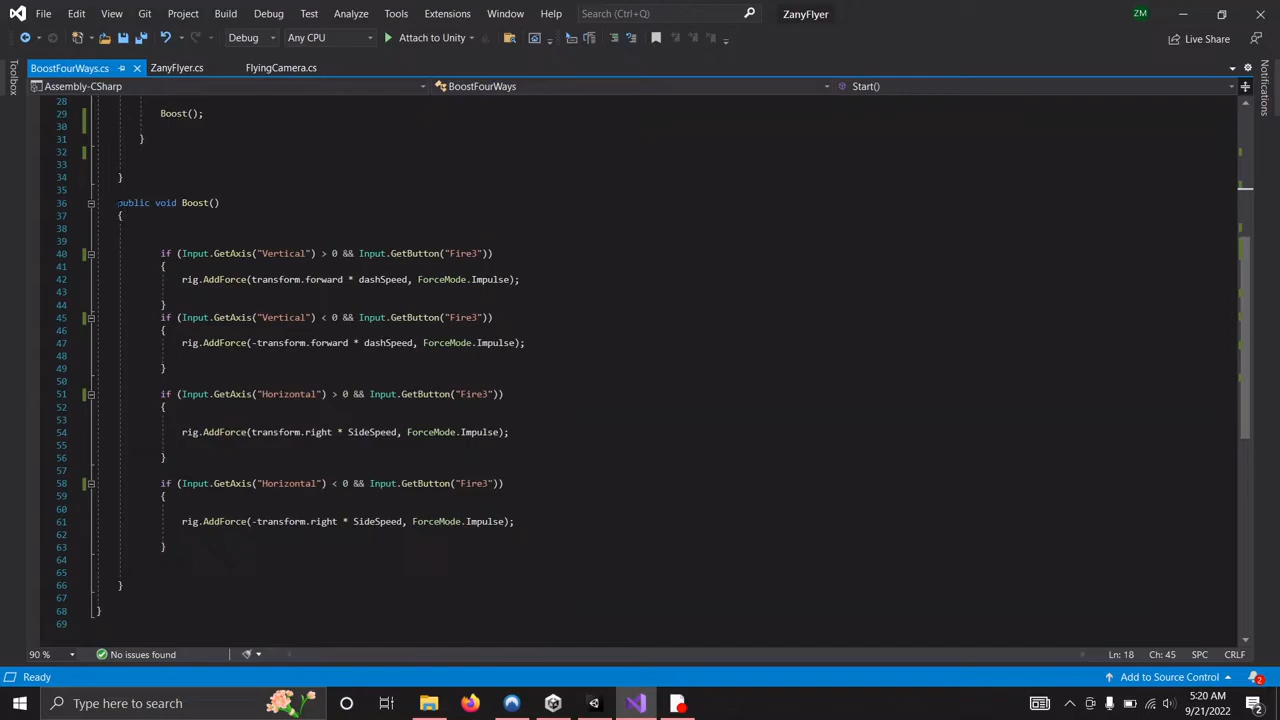 File Edit View Git Project Build Debug Test Analyze Tools Extensions Window Help Search (Ctrl+Q) ZanyFlyer ZM
Debug Any CPU Attach to Unity Live Share
BoostFourWays.cs ZanyFlyer.cs FlyingCamera.cs
Toolbox
Notifications
Assembly-CSharp BoostFourWays Start()
28
29 Boost();
30
31 }
32
33
34 }
35
36 public void Boost()
37 {
38
39
40 if (Input.GetAxis("Vertical") > 0 && Input.GetButton("Fire3"))
41 {
42 rig.AddForce(transform.forward * dashSpeed, ForceMode.Impulse);
43
44 }
45 if (Input.GetAxis("Vertical") < 0 && Input.GetButton("Fire3"))
46 {
47 rig.AddForce(-transform.forward * dashSpeed, ForceMode.Impulse);
48
49 }
50
51 if (Input.GetAxis("Horizontal") > 0 && Input.GetButton("Fire3"))
52 {
53
54 rig.AddForce(transform.right * SideSpeed, ForceMode.Impulse);
55
56 }
57
58 if (Input.GetAxis("Horizontal") < 0 && Input.GetButton("Fire3"))
59 {
60
61 rig.AddForce(-transform.right * SideSpeed, ForceMode.Impulse);
62
63 }
64
65
66 }
67
68 }
69
90 % No issues found Ln: 18 Ch: 45 SPC CRLF
Ready Add to Source Control 2
Type here to search
5:20 AM
9/21/2022
2